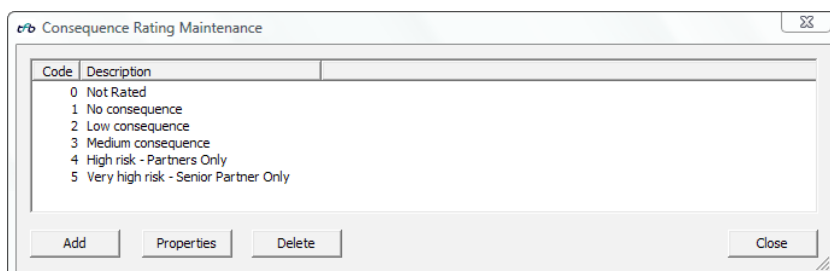 tfb Consequence Rating Maintenance
Code Description
0 Not Rated
1 No consequence
2 Low consequence
3 Medium consequence
4 High risk - Partners Only
5 Very high risk - Senior Partner Only
Add Properties Delete Close